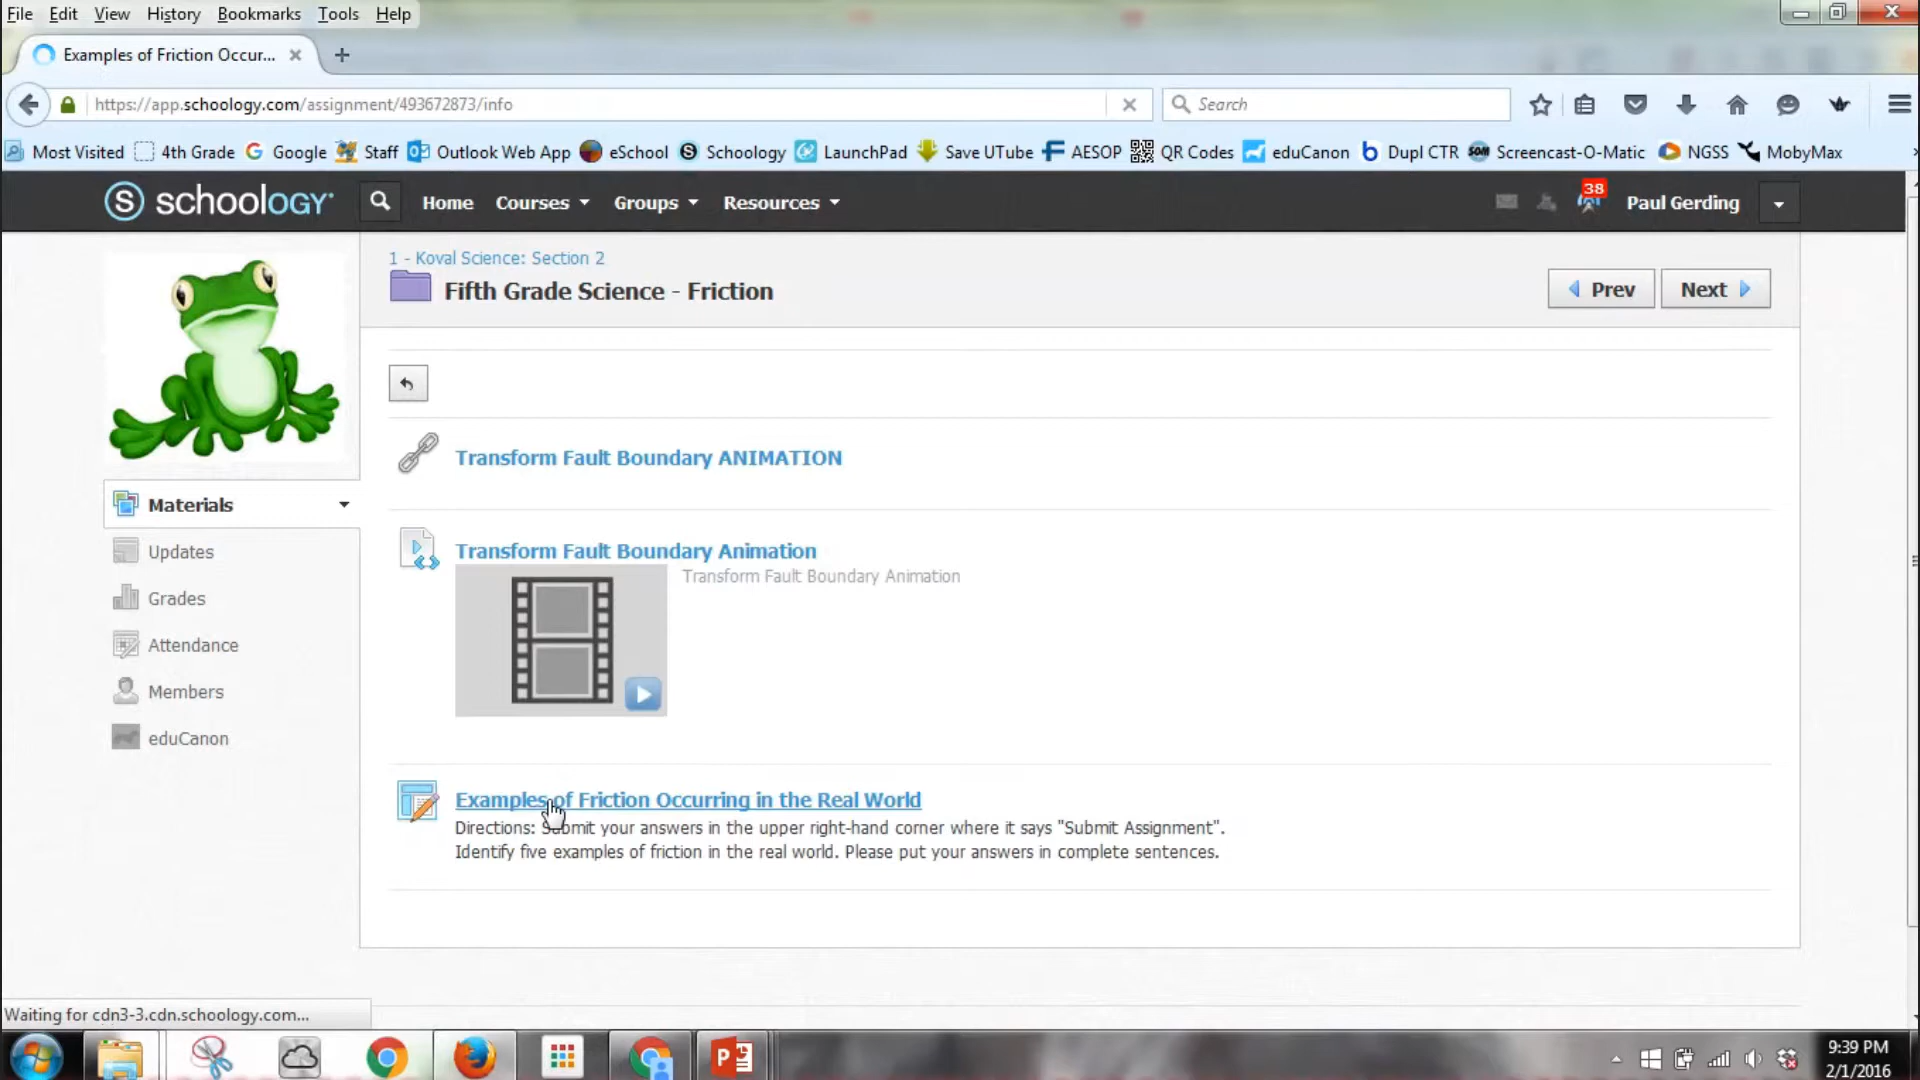 File Edit View History Bookmarks Tools Help
Examples of Friction Occur...
https://app.schoology.com/assignment/493672873/info
Search
Most Visited 4th Grade Google Staff Outlook Web App eSchool Schoology LaunchPad Save UTube AESOP QR Codes eduCanon Dupl CTR Screencast-O-Matic NGSS MobyMax
schoology Home Courses Groups Resources 38 Paul Gerding
1 - Koval Science: Section 2
Fifth Grade Science - Friction
Prev Next
Transform Fault Boundary ANIMATION
Materials
Updates
Grades
Attendance
Members
eduCanon
Transform Fault Boundary Animation
Transform Fault Boundary Animation
Examples of Friction Occurring in the Real World
Directions: Submit your answers in the upper right-hand corner where it says "Submit Assignment".
Identify five examples of friction in the real world. Please put your answers in complete sentences.
Waiting for cdn3-3.cdn.schoology.com...
9:39 PM
2/1/2016